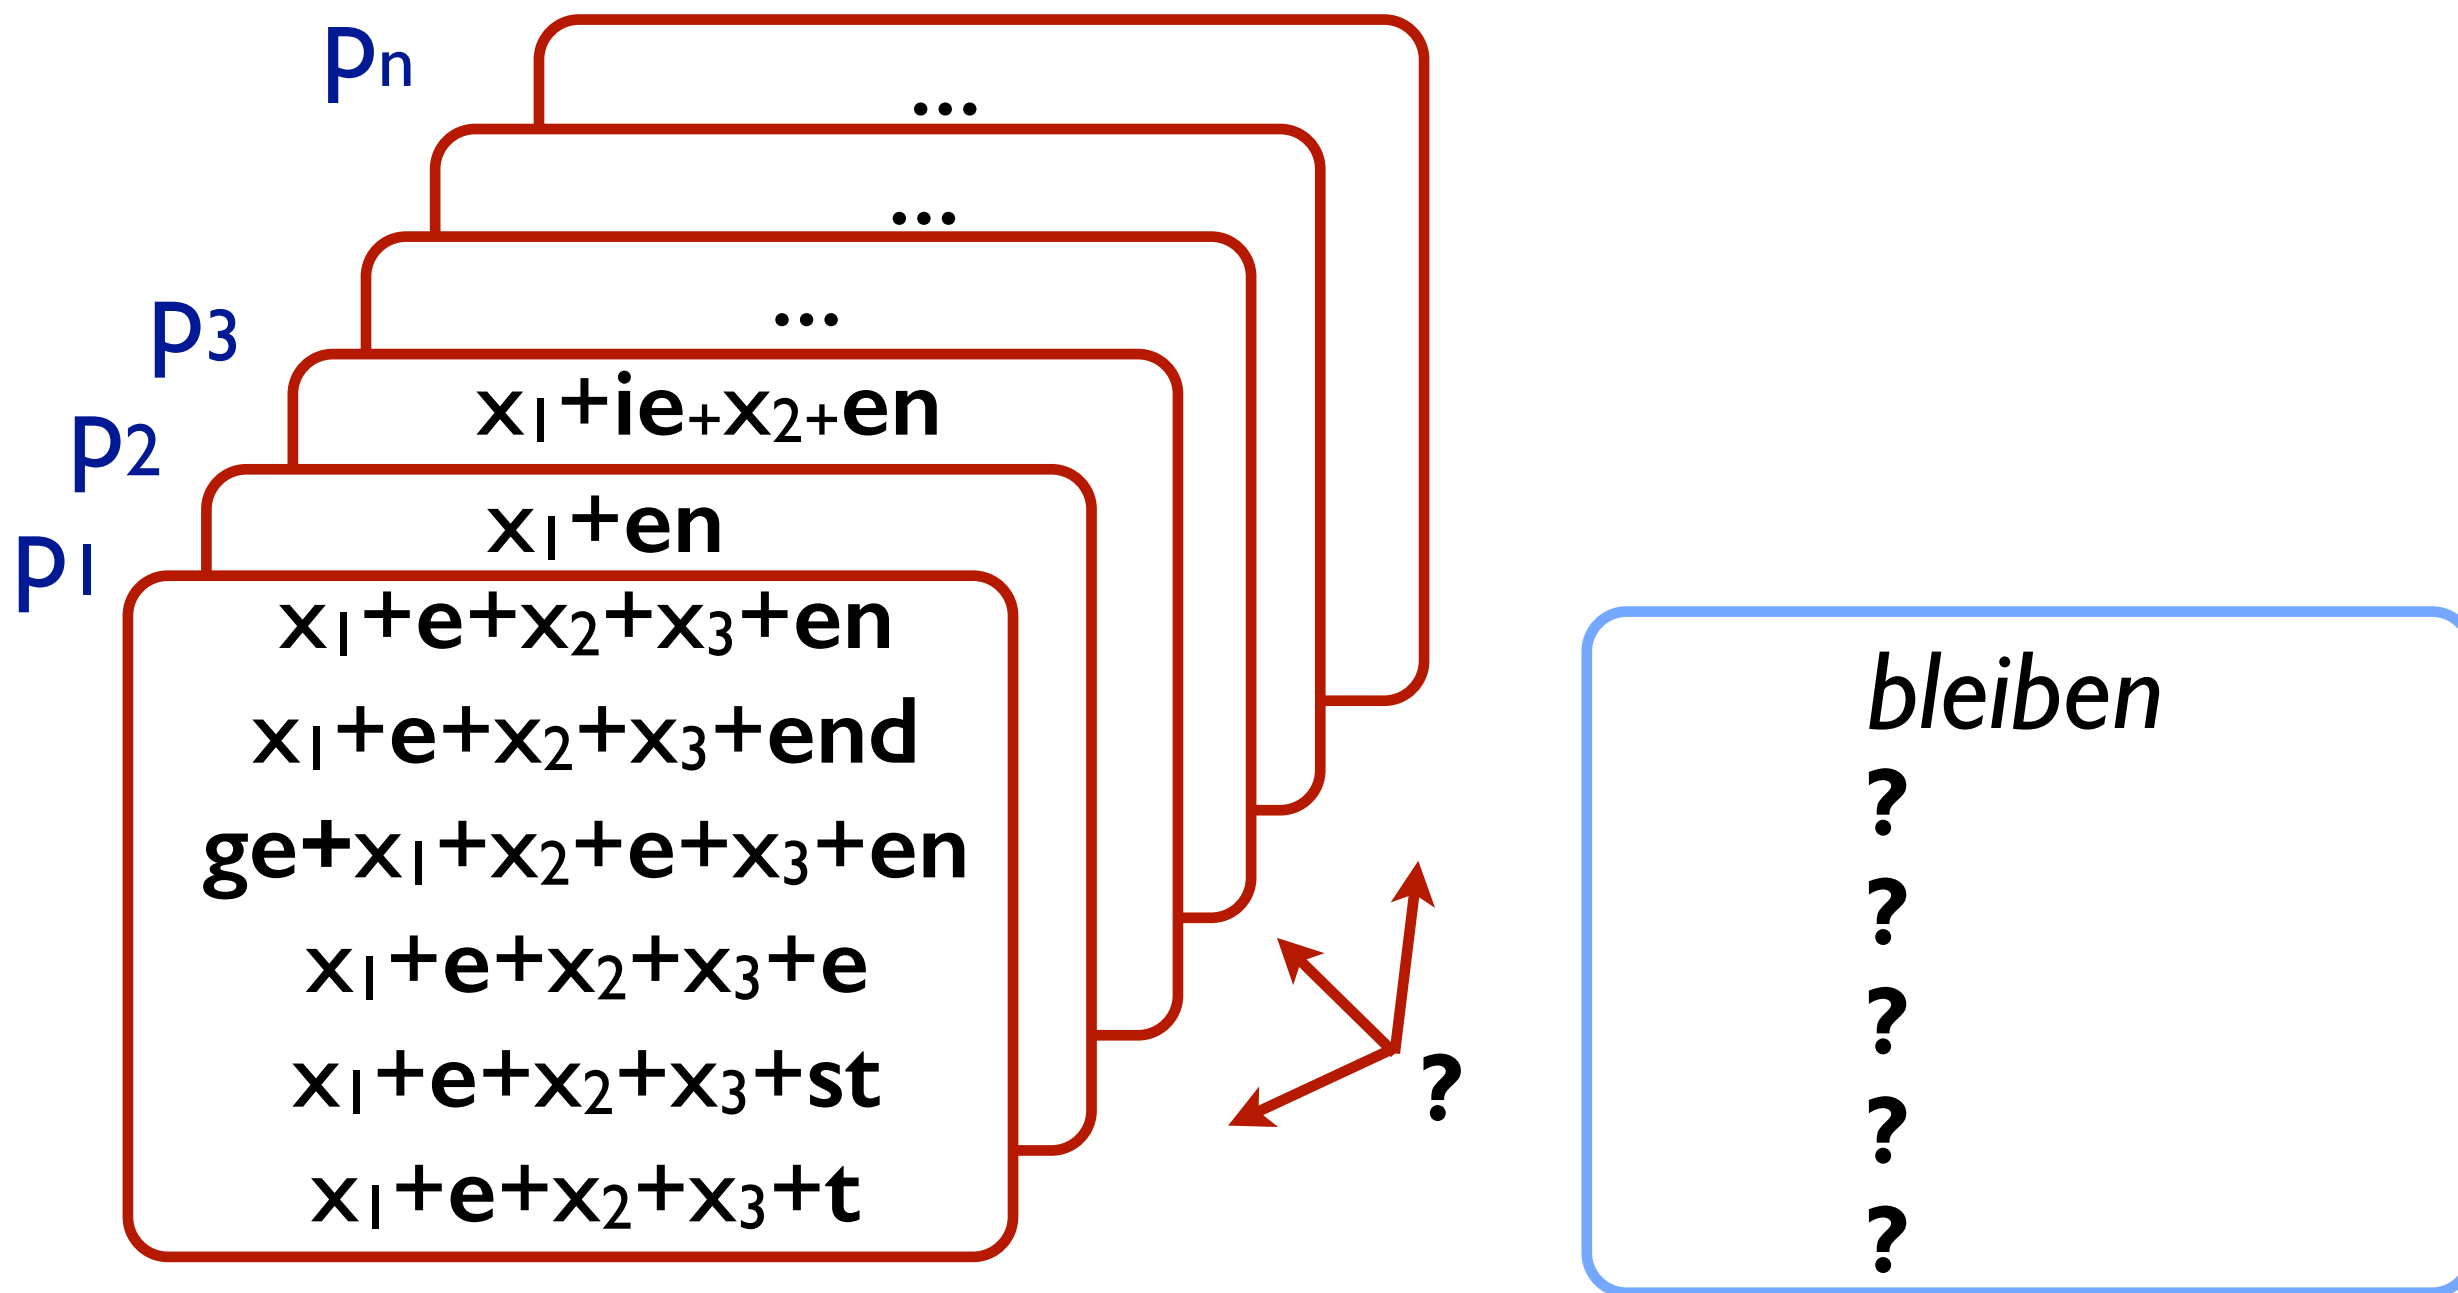 pn
...
...
p3
...
p2
x1+ie+x2+en
p1
x1+en
x1+e+x2+x3+en
x1+e+x2+x3+end
ge+x1+x2+e+x3+en
x1+e+x2+x3+e
x1+e+x2+x3+st
x1+e+x2+x3+t
?
bleiben
?
?
?
?
?